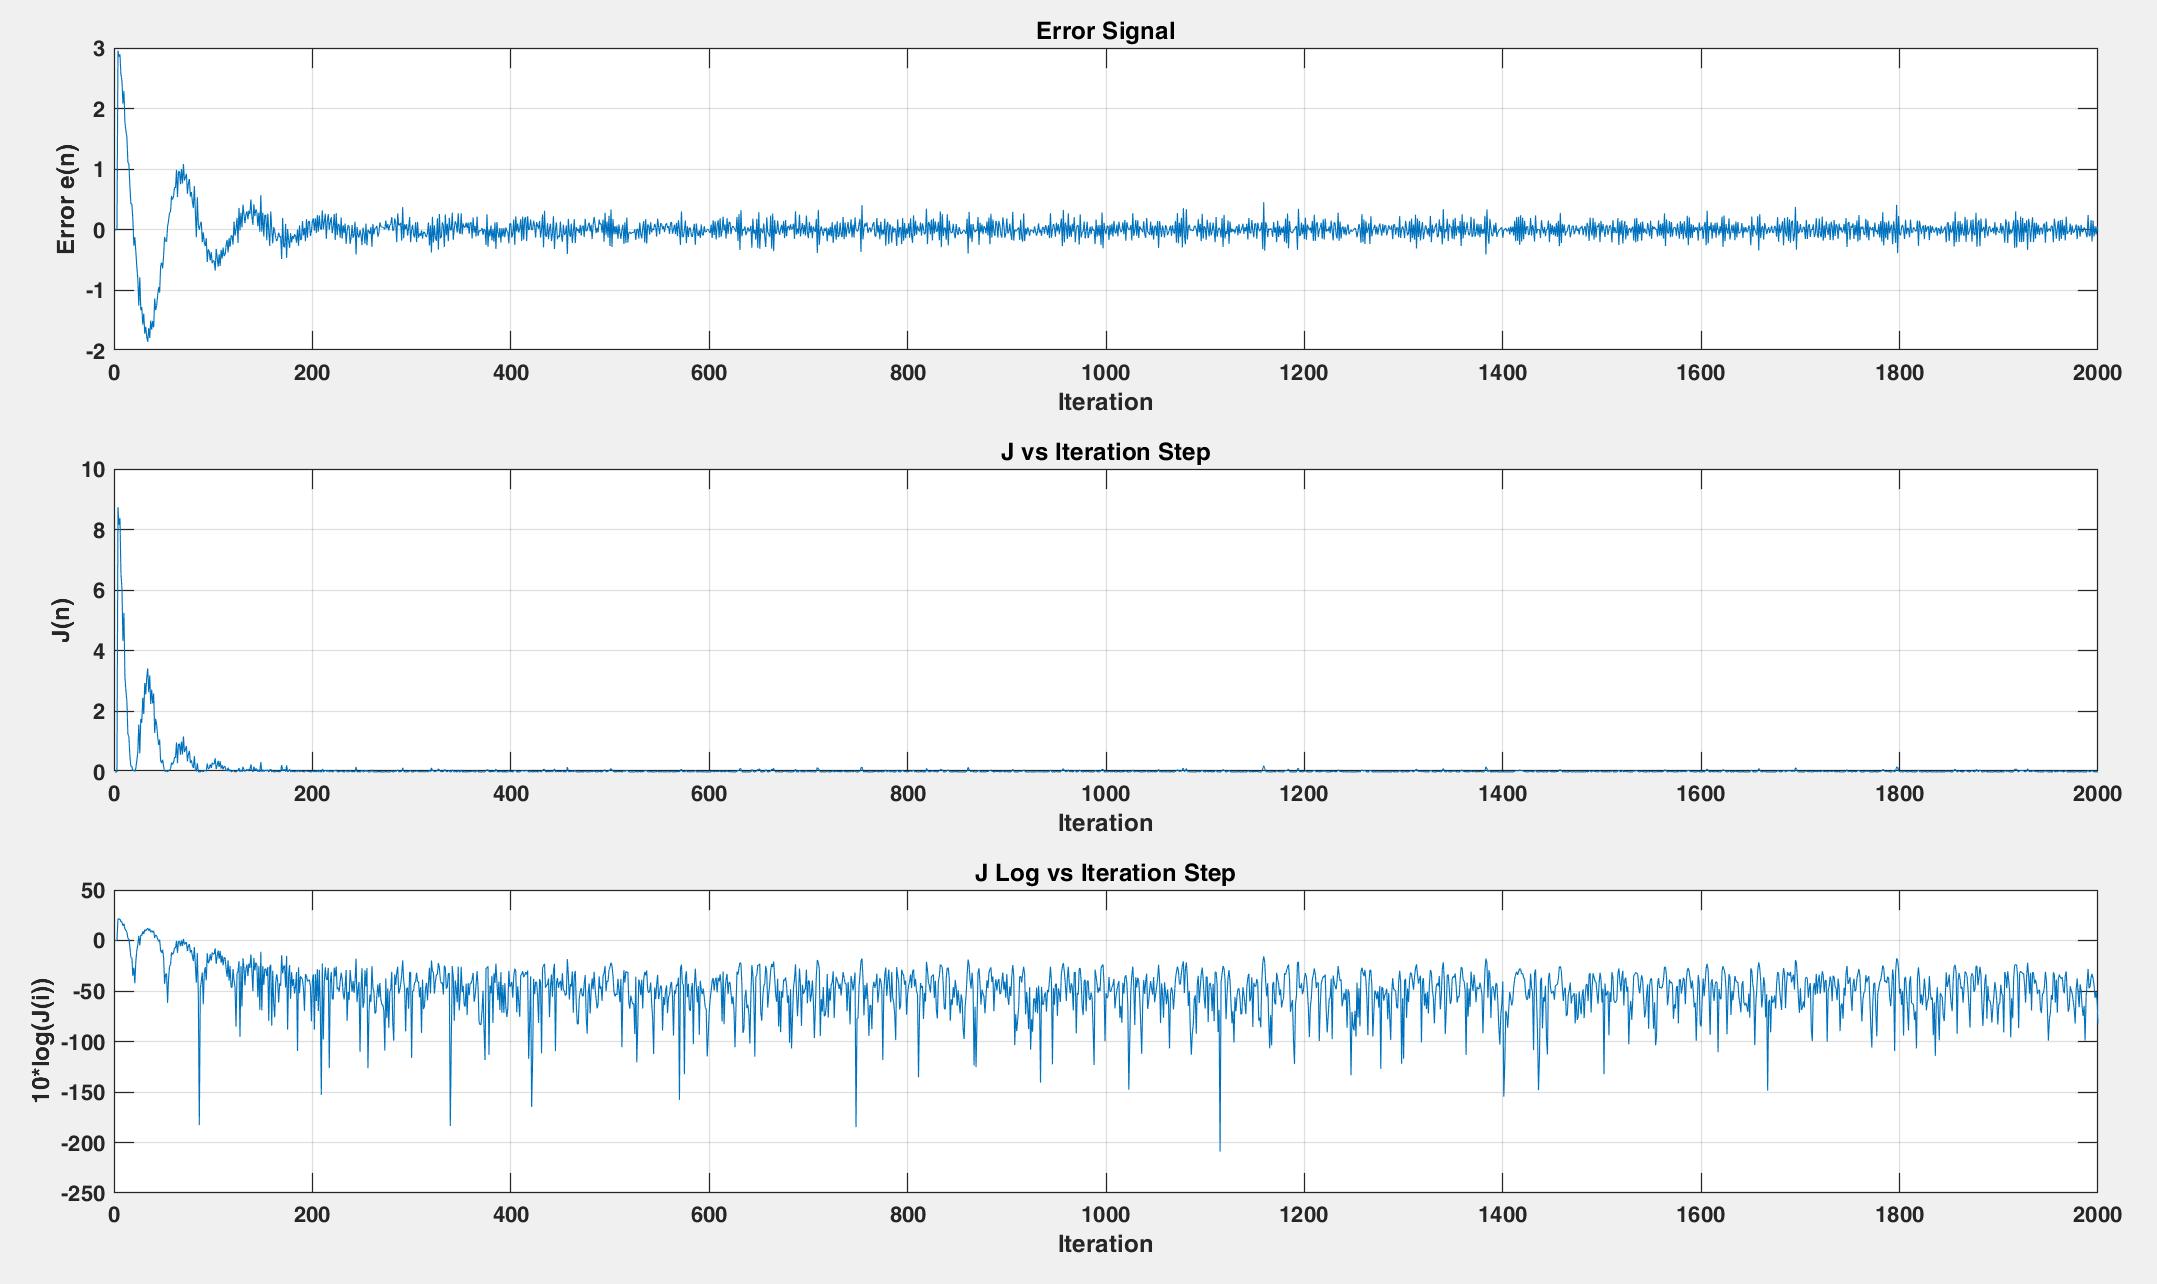 Error Signal
3
2
1
0
-1
-2
Error e(n)
0 200 400 600 800 1000 1200 1400 1600 1800 2000
Iteration
J vs Iteration Step
10
8
6
4
2
0
J(n)
0 200 400 600 800 1000 1200 1400 1600 1800 2000
Iteration
J Log vs Iteration Step
50
0
-50
-100
-150
-200
-250
10*log(J(i))
0 200 400 600 800 1000 1200 1400 1600 1800 2000
Iteration